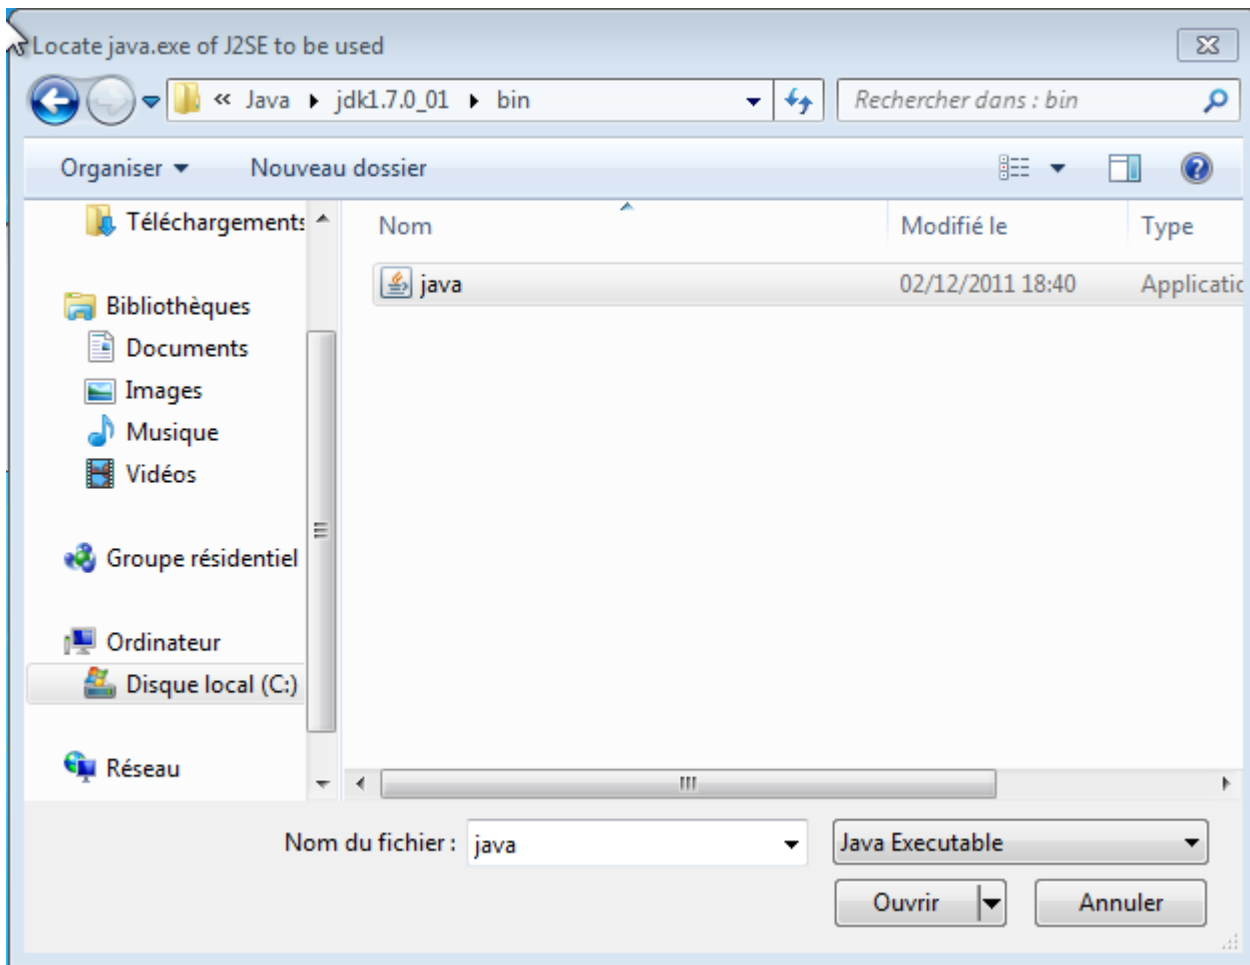 Locate java.exe of J2SE to be used
« Java jdk1.7.0_01 bin
Rechercher dans : bin
Organiser Nouveau dossier
Téléchargements
Nom Modifié le Type
java 02/12/2011 18:40 Applicatic
Bibliothèques
Documents
Images
Musique
Vidéos
Groupe résidentiel
Ordinateur
Disque local (C:)
Réseau
Nom du fichier : java Java Executable
Ouvrir Annuler